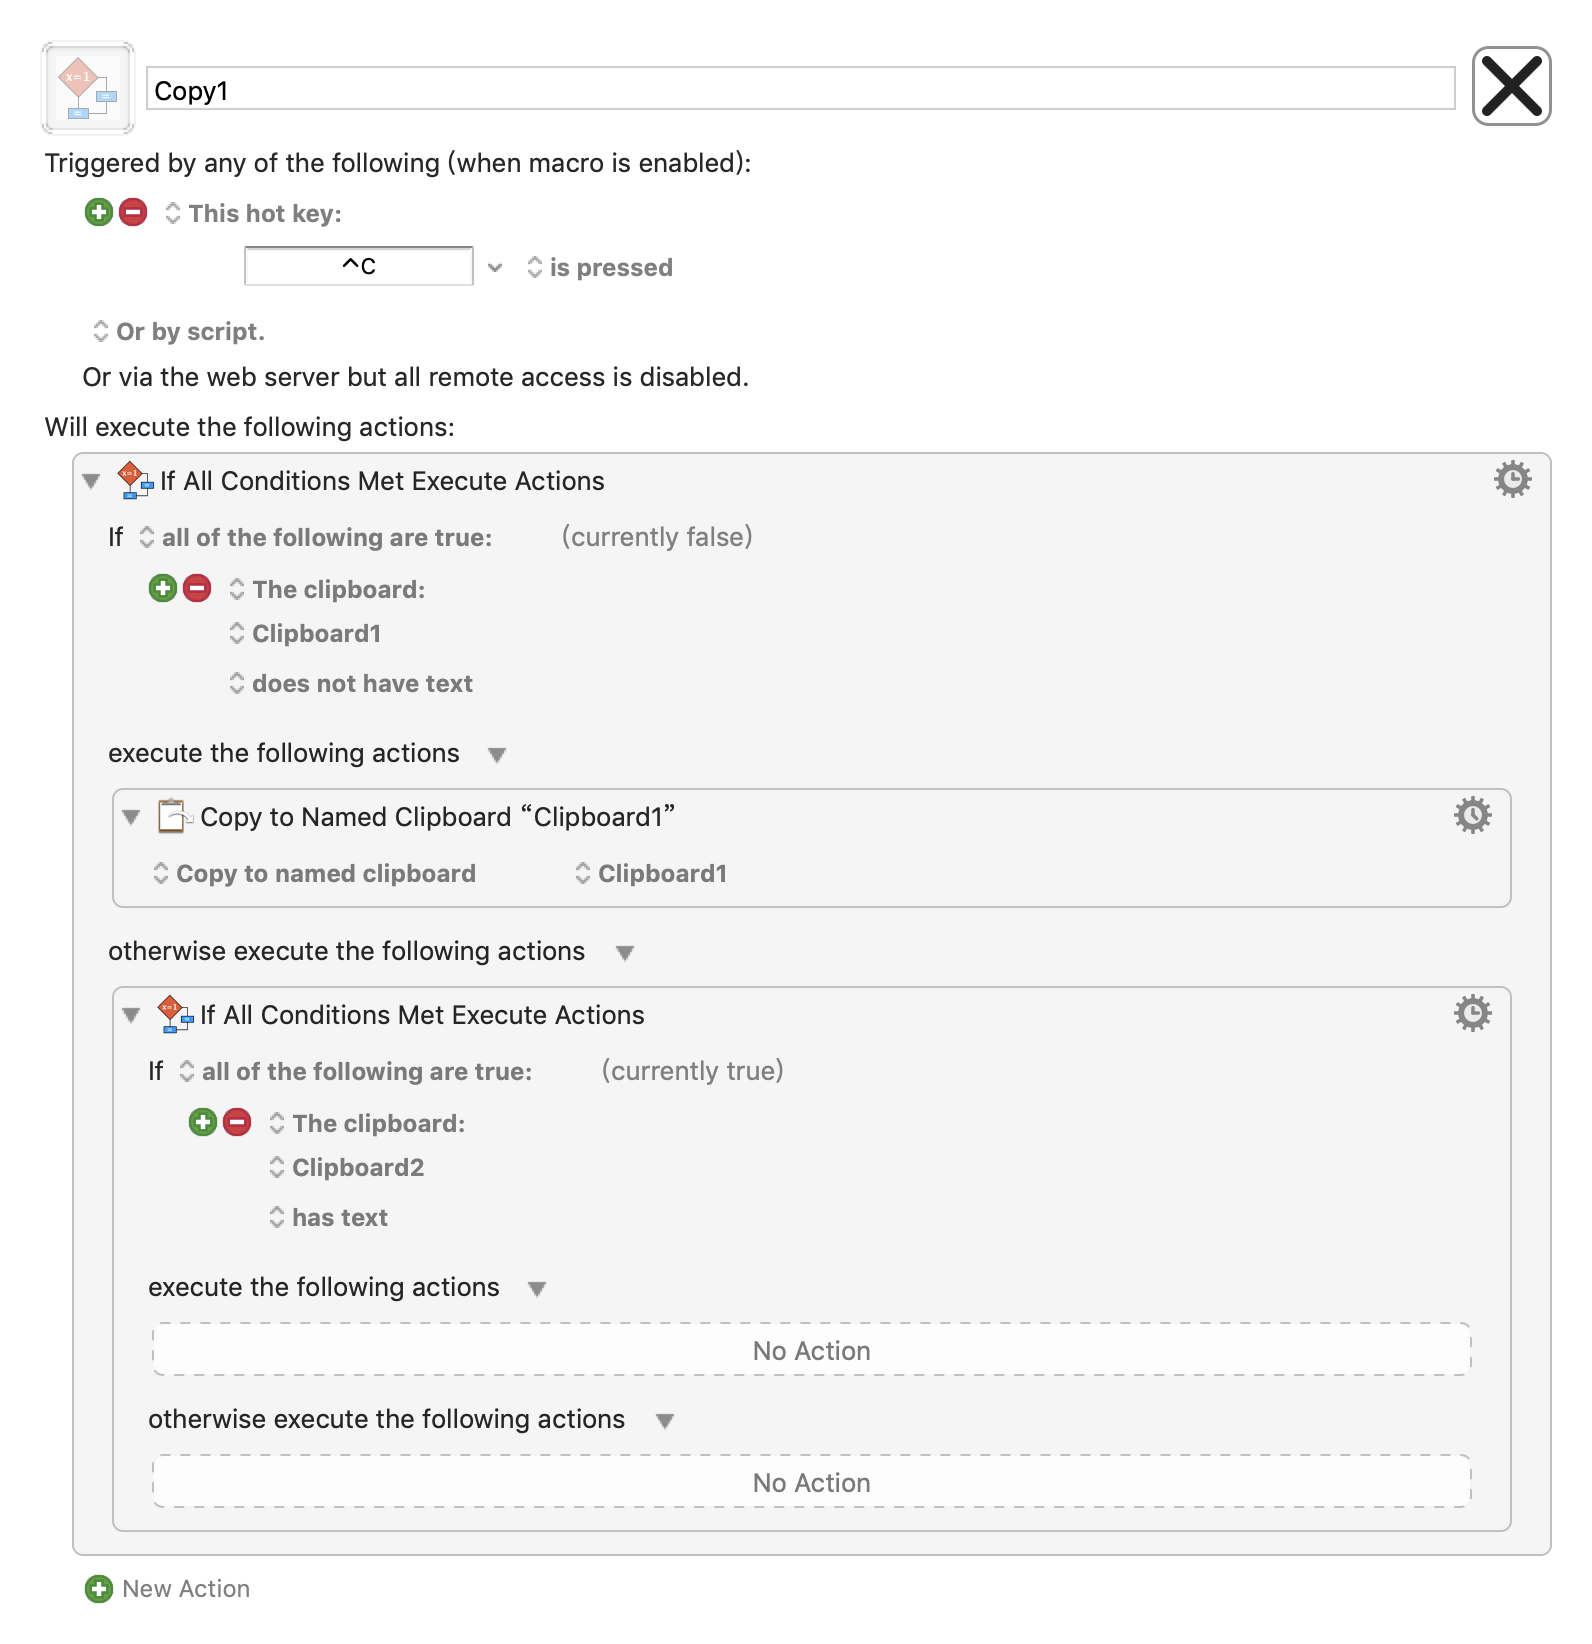 x=1
Copy1
Triggered by any of the following (when macro is enabled):
This hot key:
^C is pressed
Or by script.
Or via the web server but all remote access is disabled.
Will execute the following actions:
x=1 If All Conditions Met Execute Actions
If all of the following are true: (currently false)
The clipboard:
Clipboard1
does not have text
execute the following actions
Copy to Named Clipboard “Clipboard1”
Copy to named clipboard Clipboard1
otherwise execute the following actions
x=1 If All Conditions Met Execute Actions
If all of the following are true: (currently true)
The clipboard:
Clipboard2
has text
execute the following actions
No Action
otherwise execute the following actions
No Action
New Action